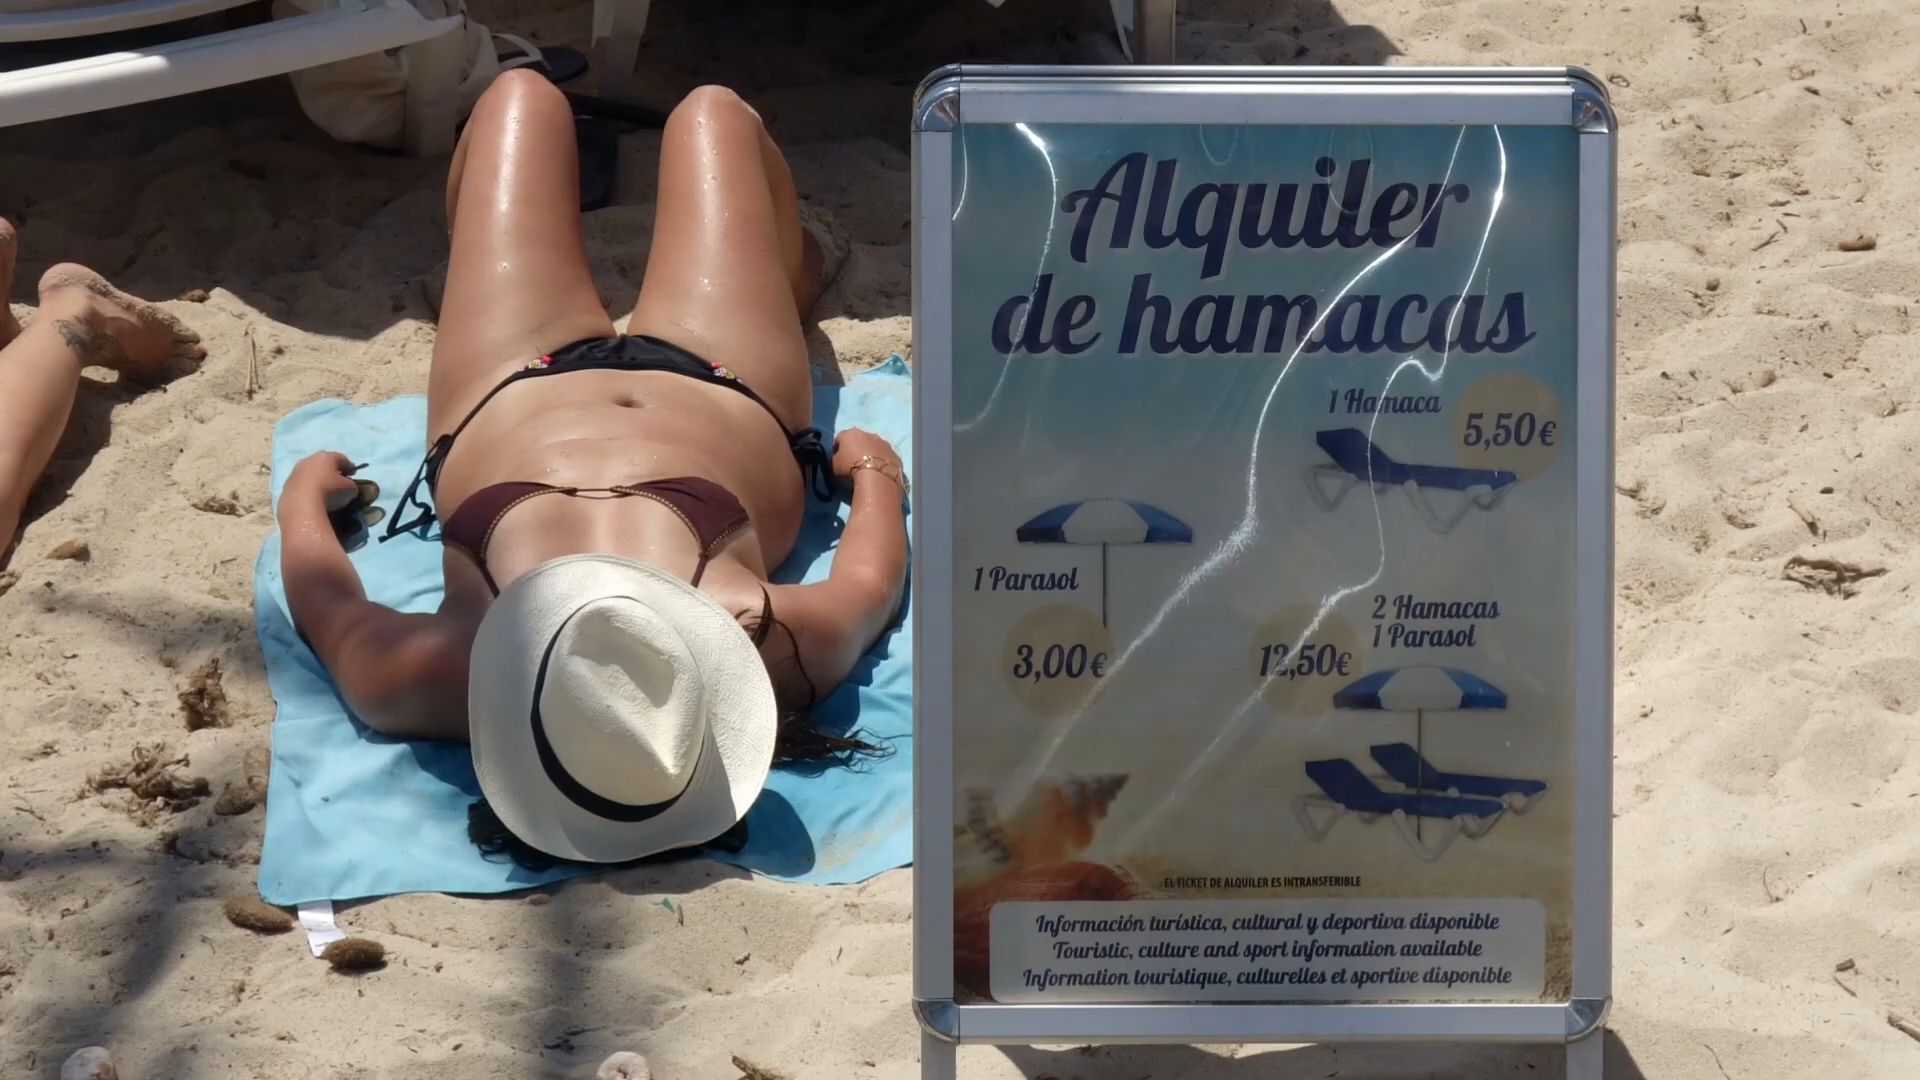 Alquiler
de hamacas
1 Hamaca
5,50€
1 Parasol
3,00€
2 Hamacas
1 Parasol
12,50€
EL TICKET DE ALQUILER ES INTRANSFERIBLE
Información turística, cultural y deportiva disponible
Touristic, culture and sport information available
Information touristique, culturelles et sportive disponible